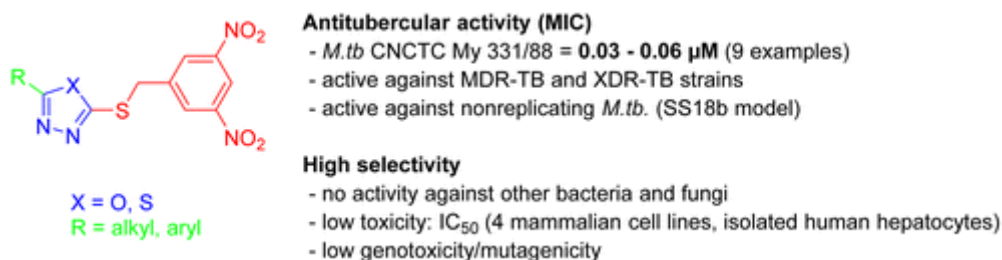 Antitubercular activity (MIC)
- M.tb CNCTC My 331/88 = 0.03 - 0.06 µM (9 examples)
- active against MDR-TB and XDR-TB strains
- active against nonreplicating M.tb. (SS18b model)
High selectivity
- no activity against other bacteria and fungi
- low toxicity: IC50 (4 mammalian cell lines, isolated human hepatocytes)
- low genotoxicity/mutagenicity
NO2
R
X
S
N
N
NO2
X = O, S
R = alkyl, aryl